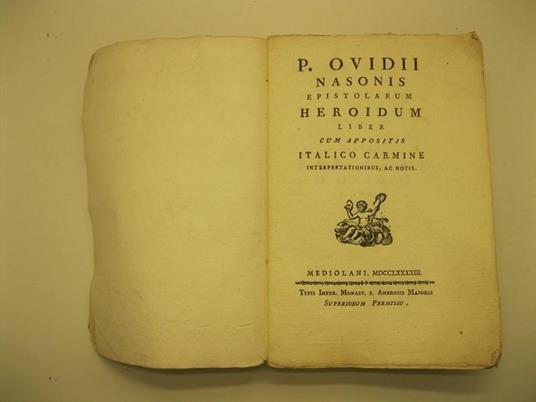 P. OVIDII
NASONIS
EPISTOLARUM
HEROIDUM
LIBER
CUM APPOSITIS
ITALICO CARMINE
INTERPRETATIONIBUS, AC NOTIS.
MEDIOLANI, MDCCLXXXXIII.
TYPIS IMPER. MONAST. S. AMBROSII MAJORIS
SUPERIORUM PERMISSU.